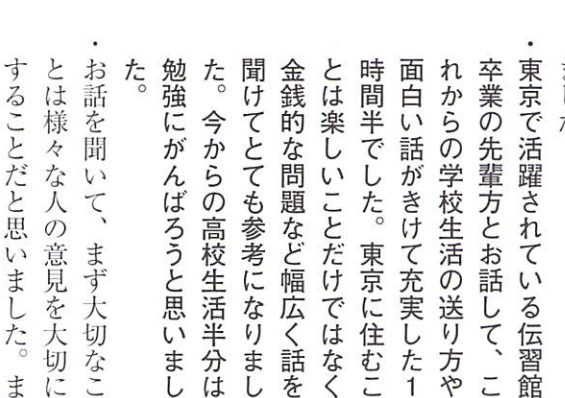 ・東京で活躍されている伝習館
卒業の先輩方とお話して、こ
れからの学校生活の送り方や
面白い話がきけて充実した1
時間半でした。東京に住むこ
とは楽しいことだけではなく
金銭的な問題など幅広く話を
聞けてとても参考になりまし
た。今からの高校生活半分は
勉強にがんばろうと思いまし
た。
・お話を聞いて、まず大切なこ
とは様々な人の意見を大切に
することだと思いました。ま